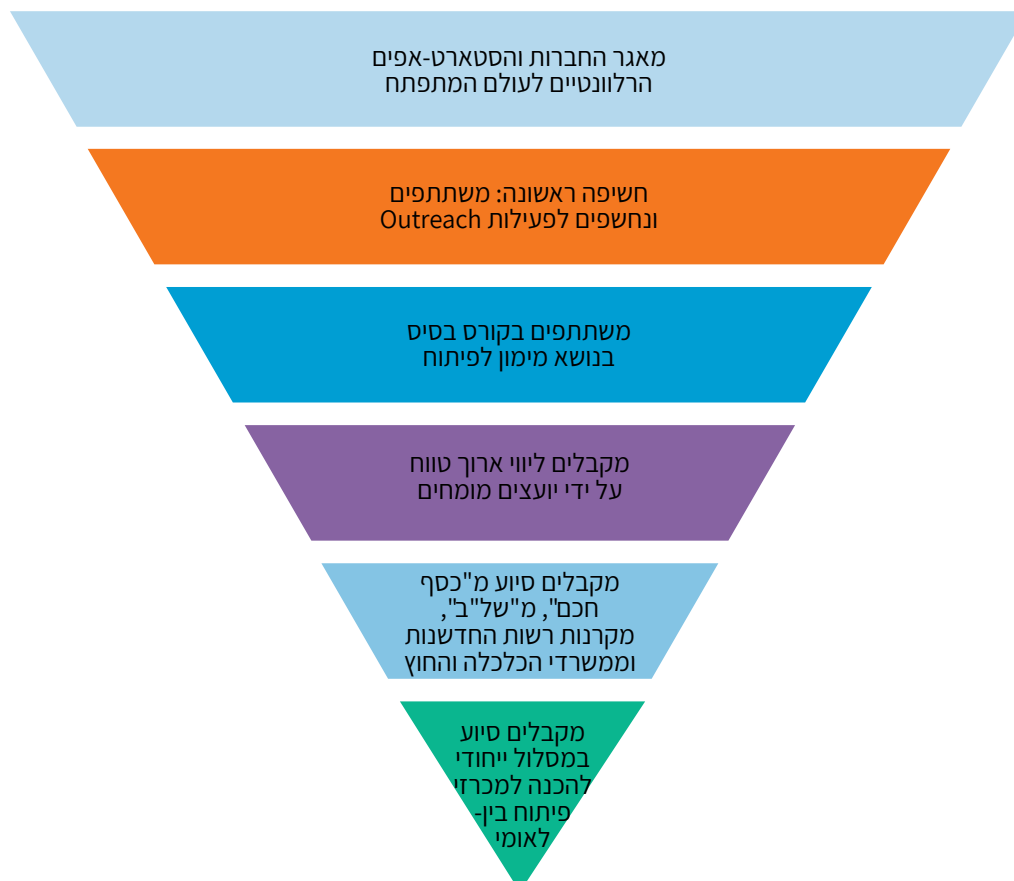 מאגר החברות והסטארט-אפים
הרלוונטיים לעולם המתפתח
חשיפה ראשונה: משתתפים
ונחשפים לפעילות Outreach
משתתפים בקורס בסיס
בנושא מימון לפיתוח
מקבלים ליווי ארוך טווח
על ידי יועצים מומחים
מקבלים סיוע מ"כסף
חכם", מ"של"ב",
מקרנות רשות החדשנות
וממשרדי הכלכלה והחוץ
מקבלים סיוע
במסלול ייחודי
להכנה למכרזי
פיתוח בין-
לאומי